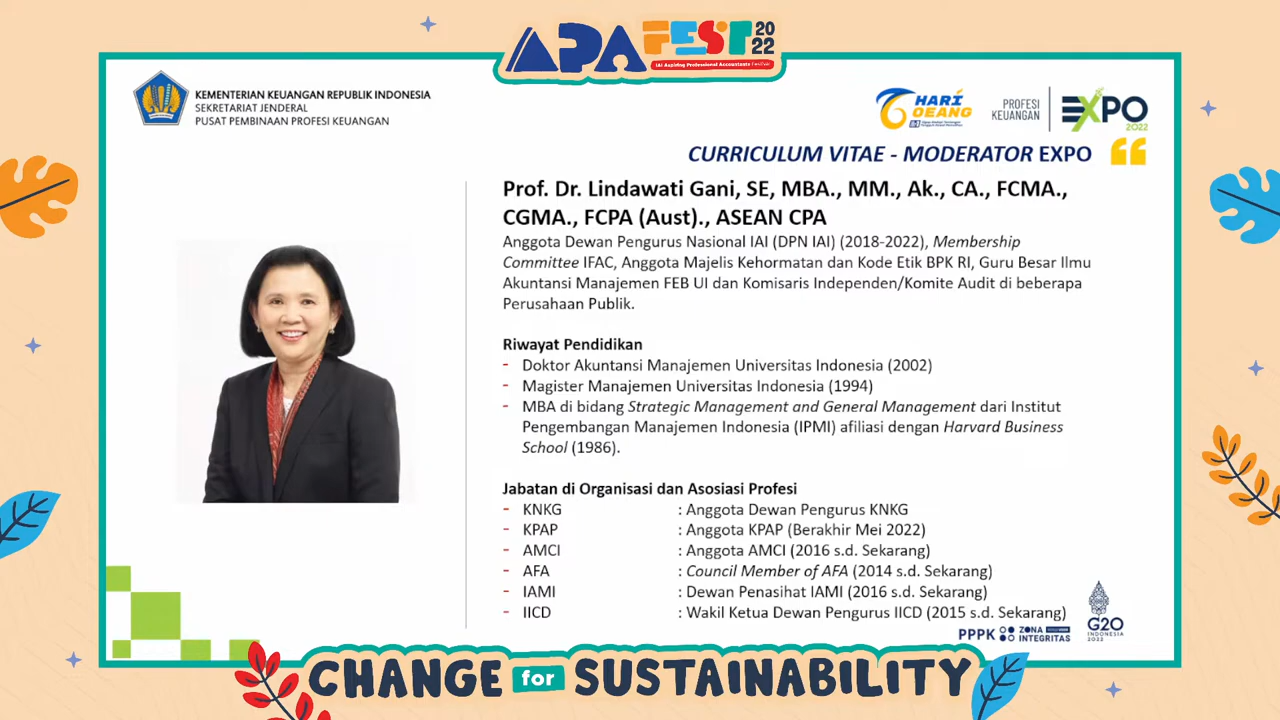 APAFEST 2022
IAI Aspiring Professional Accountants Festival
KEMENTERIAN KEUANGAN REPUBLIK INDONESIA
SEKRETARIAT JENDERAL
PUSAT PEMBINAAN PROFESI KEUANGAN
HARI
OEANG
PROFESI
KEUANGAN
EXPO
2022
CURRICULUM VITAE - MODERATOR EXPO
Prof. Dr. Lindawati Gani, SE, MBA., MM., Ak., CA., FCMA.,
CGMA., FCPA (Aust)., ASEAN CPA
Anggota Dewan Pengurus Nasional IAI (DPN IAI) (2018-2022), Membership
Committee IFAC, Anggota Majelis Kehormatan dan Kode Etik BPK RI, Guru Besar Ilmu
Akuntansi Manajemen FEB UI dan Komisaris Independen/Komite Audit di beberapa
Perusahaan Publik.
Riwayat Pendidikan
- Doktor Akuntansi Manajemen Universitas Indonesia (2002)
- Magister Manajemen Universitas Indonesia (1994)
- MBA di bidang Strategic Management and General Management dari Institut
Pengembangan Manajemen Indonesia (IPMI) afiliasi dengan Harvard Business
School (1986).
Jabatan di Organisasi dan Asosiasi Profesi
- KNKG : Anggota Dewan Pengurus KNKG
- KPAP : Anggota KPAP (Berakhir Mei 2022)
- AMCI : Anggota AMCI (2016 s.d. Sekarang)
- AFA : Council Member of AFA (2014 s.d. Sekarang)
- IAMI : Dewan Penasihat IAMI (2016 s.d. Sekarang)
- IICD : Wakil Ketua Dewan Pengurus IICD (2015 s.d. Sekarang)
PPPK
ZONA
INTEGRITAS
G20
INDONESIA
2022
CHANGE for SUSTAINABILITY